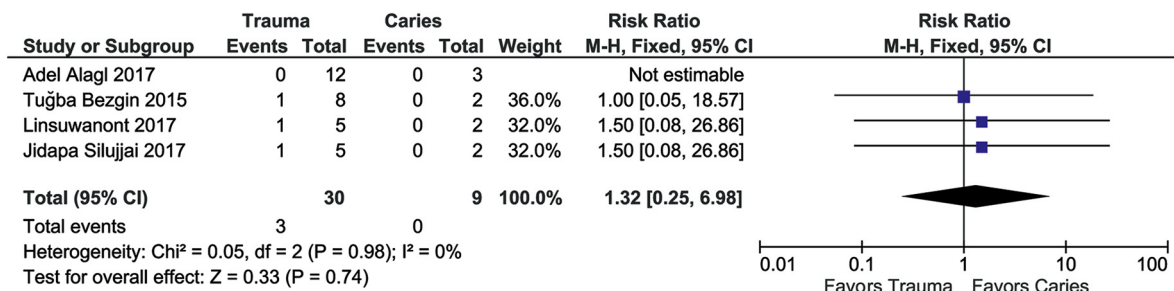 Trauma Caries Risk Ratio Risk Ratio
Study or Subgroup Events Total Events Total Weight M-H, Fixed, 95% CI M-H, Fixed, 95% CI
Adel Alagl 2017 0 12 0 3 Not estimable
Tuğba Bezgin 2015 1 8 0 2 36.0% 1.00 [0.05, 18.57]
Linsuwanont 2017 1 5 0 2 32.0% 1.50 [0.08, 26.86]
Jidapa Silujjai 2017 1 5 0 2 32.0% 1.50 [0.08, 26.86]
Total (95% CI) 30 9 100.0% 1.32 [0.25, 6.98]
Total events 3 0
Heterogeneity: Chi² = 0.05, df = 2 (P = 0.98); I² = 0%
Test for overall effect: Z = 0.33 (P = 0.74)
0.01 0.1 1 10 100
Favors Trauma Favors Caries